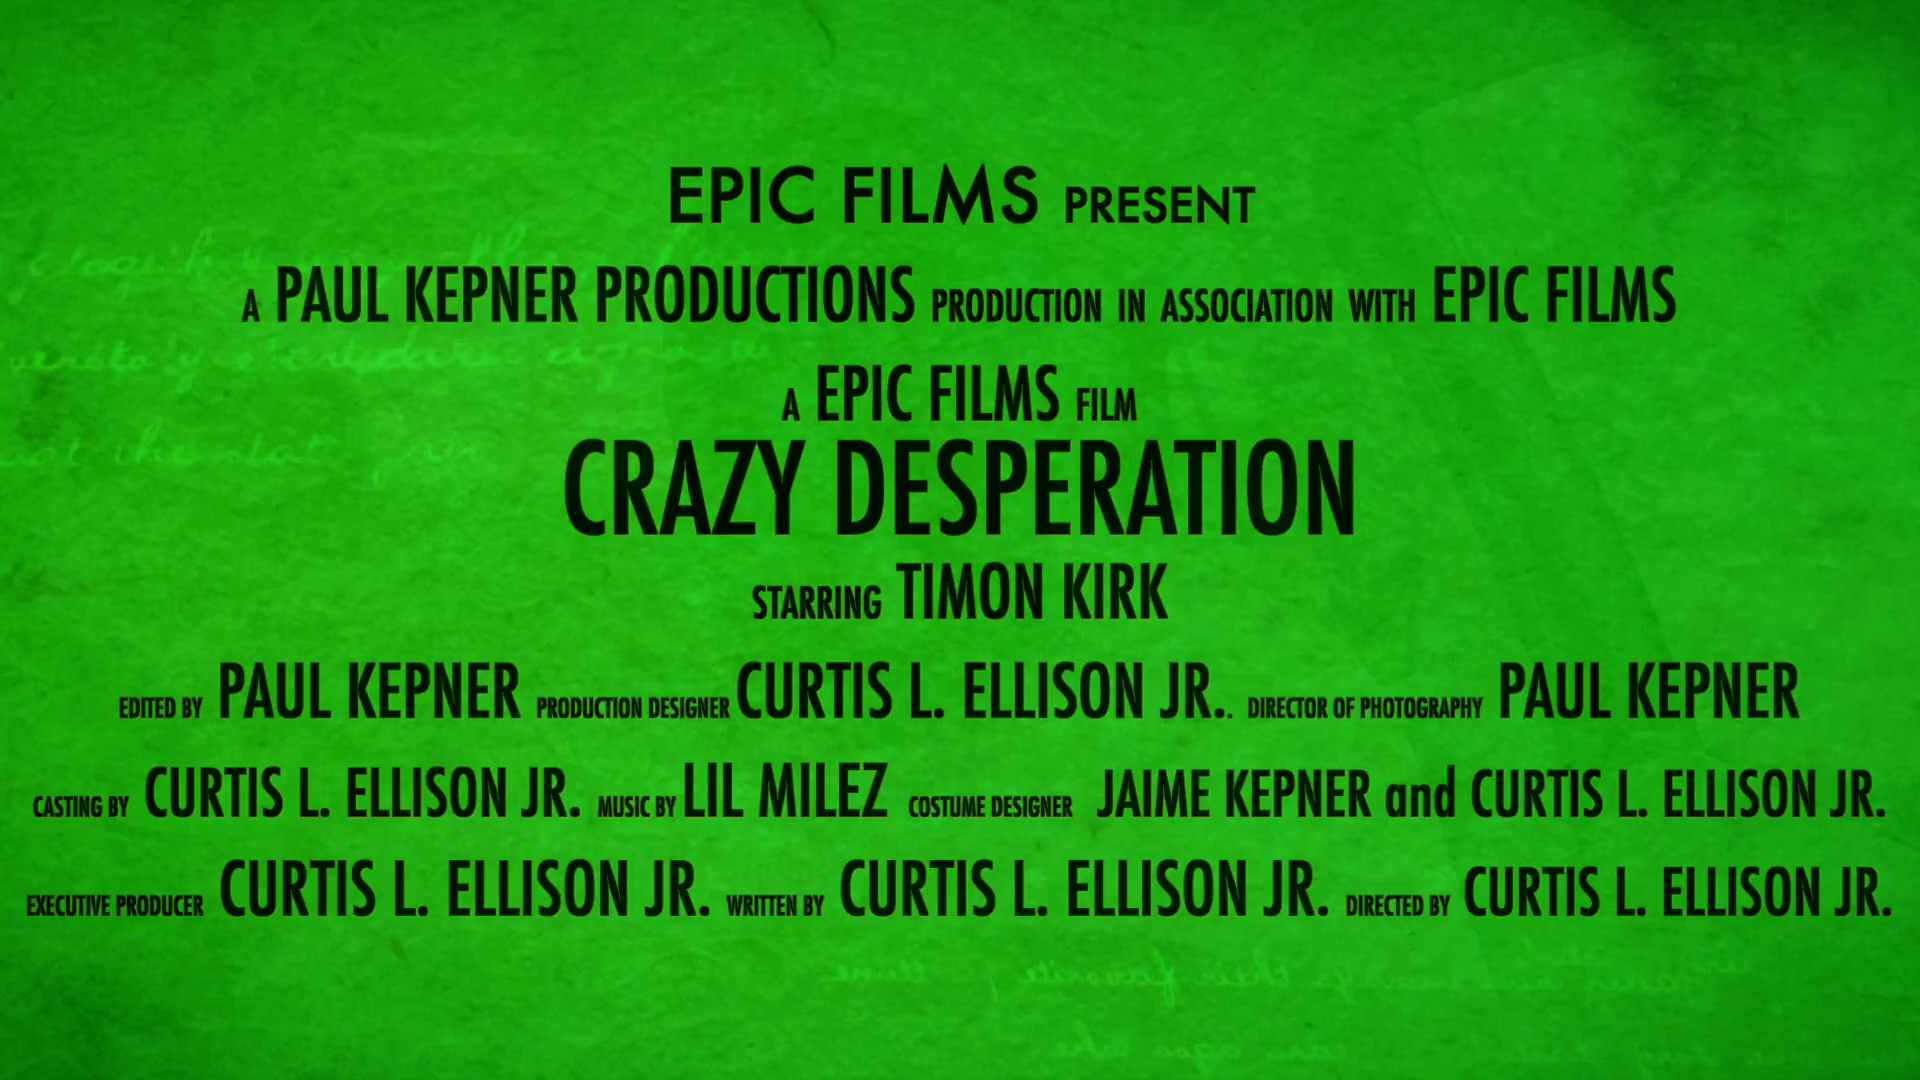 EPIC FILMS PRESENT
A PAUL KEPNER PRODUCTIONS PRODUCTION IN ASSOCIATION WITH EPIC FILMS
A EPIC FILMS FILM
CRAZY DESPERATION
STARRING TIMON KIRK
EDITED BY PAUL KEPNER PRODUCTION DESIGNER CURTIS L. ELLISON JR.. DIRECTOR OF PHOTOGRAPHY PAUL KEPNER
CASTING BY CURTIS L. ELLISON JR. MUSIC BY LIL MILEZ COSTUME DESIGNER JAIME KEPNER and CURTIS L. ELLISON JR.
EXECUTIVE PRODUCER CURTIS L. ELLISON JR. WRITTEN BY CURTIS L. ELLISON JR. DIRECTED BY CURTIS L. ELLISON JR.